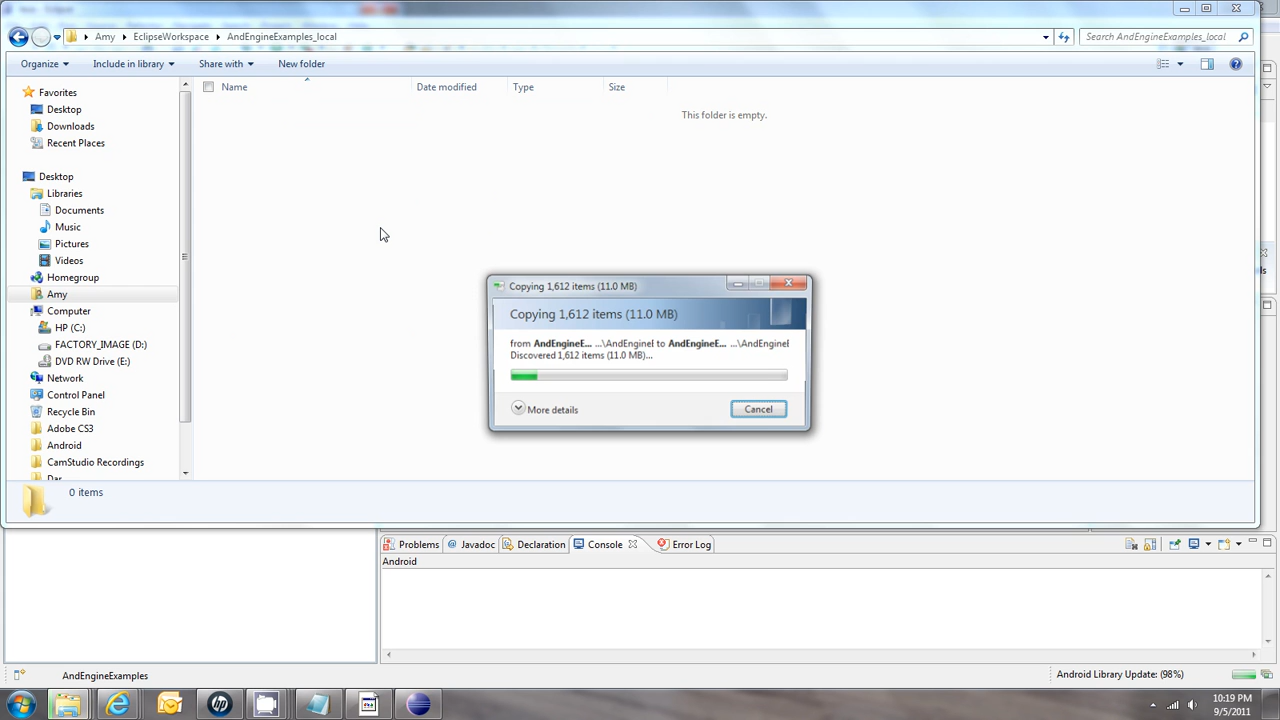 Amy EclipseWorkspace AndEngineExamples_local
Search AndEngineExamples_local
Organize Include in library Share with New folder
Name Date modified Type Size
This folder is empty.
Favorites
Desktop
Downloads
Recent Places
Desktop
Libraries
Documents
Music
Pictures
Videos
Homegroup
Amy
Computer
HP (C:)
FACTORY_IMAGE (D:)
DVD RW Drive (E:)
Network
Control Panel
Recycle Bin
Adobe CS3
Android
CamStudio Recordings
Copying 1,612 items (11.0 MB)
Copying 1,612 items (11.0 MB)
from AndEngineE... ...\AndEngineE to AndEngineE... ...\AndEngineE
Discovered 1,612 items (11.0 MB)...
More details Cancel
0 items
Problems Javadoc Declaration Console Error Log
Android
AndEngineExamples
Android Library Update: (98%)
10:19 PM
9/5/2011